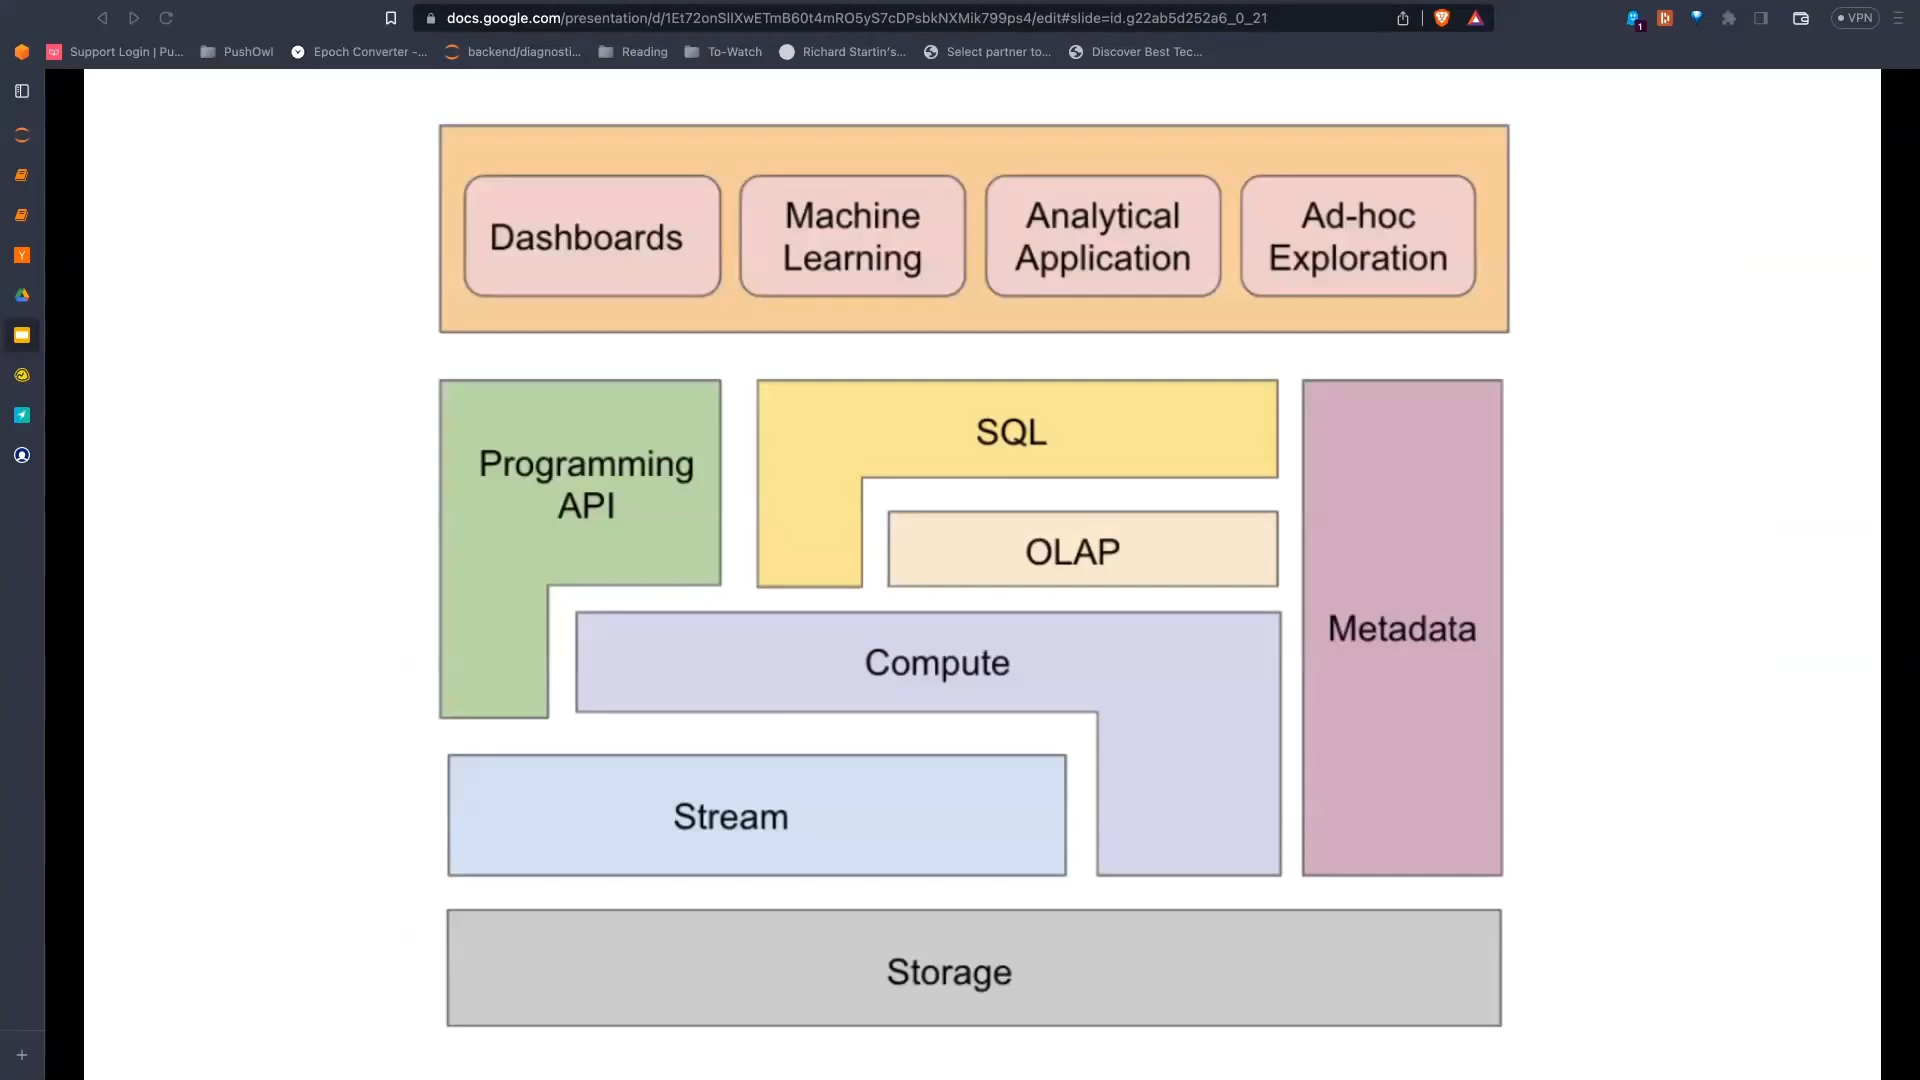 docs.google.com/presentation/d/1Et72onSlIXwETmB60t4mRO5yS7cDPsbkNXMik799ps4/edit#slide=id.g22ab5d252a6_0_21
1
VPN
Support Login | Pu...
PushOwl
Epoch Converter -...
backend/diagnosti...
Reading
To-Watch
Richard Startin's...
Select partner to...
Discover Best Tec...
Dashboards
Machine
Learning
Analytical
Application
Ad-hoc
Exploration
Programming
API
SQL
OLAP
Metadata
Compute
Stream
Storage